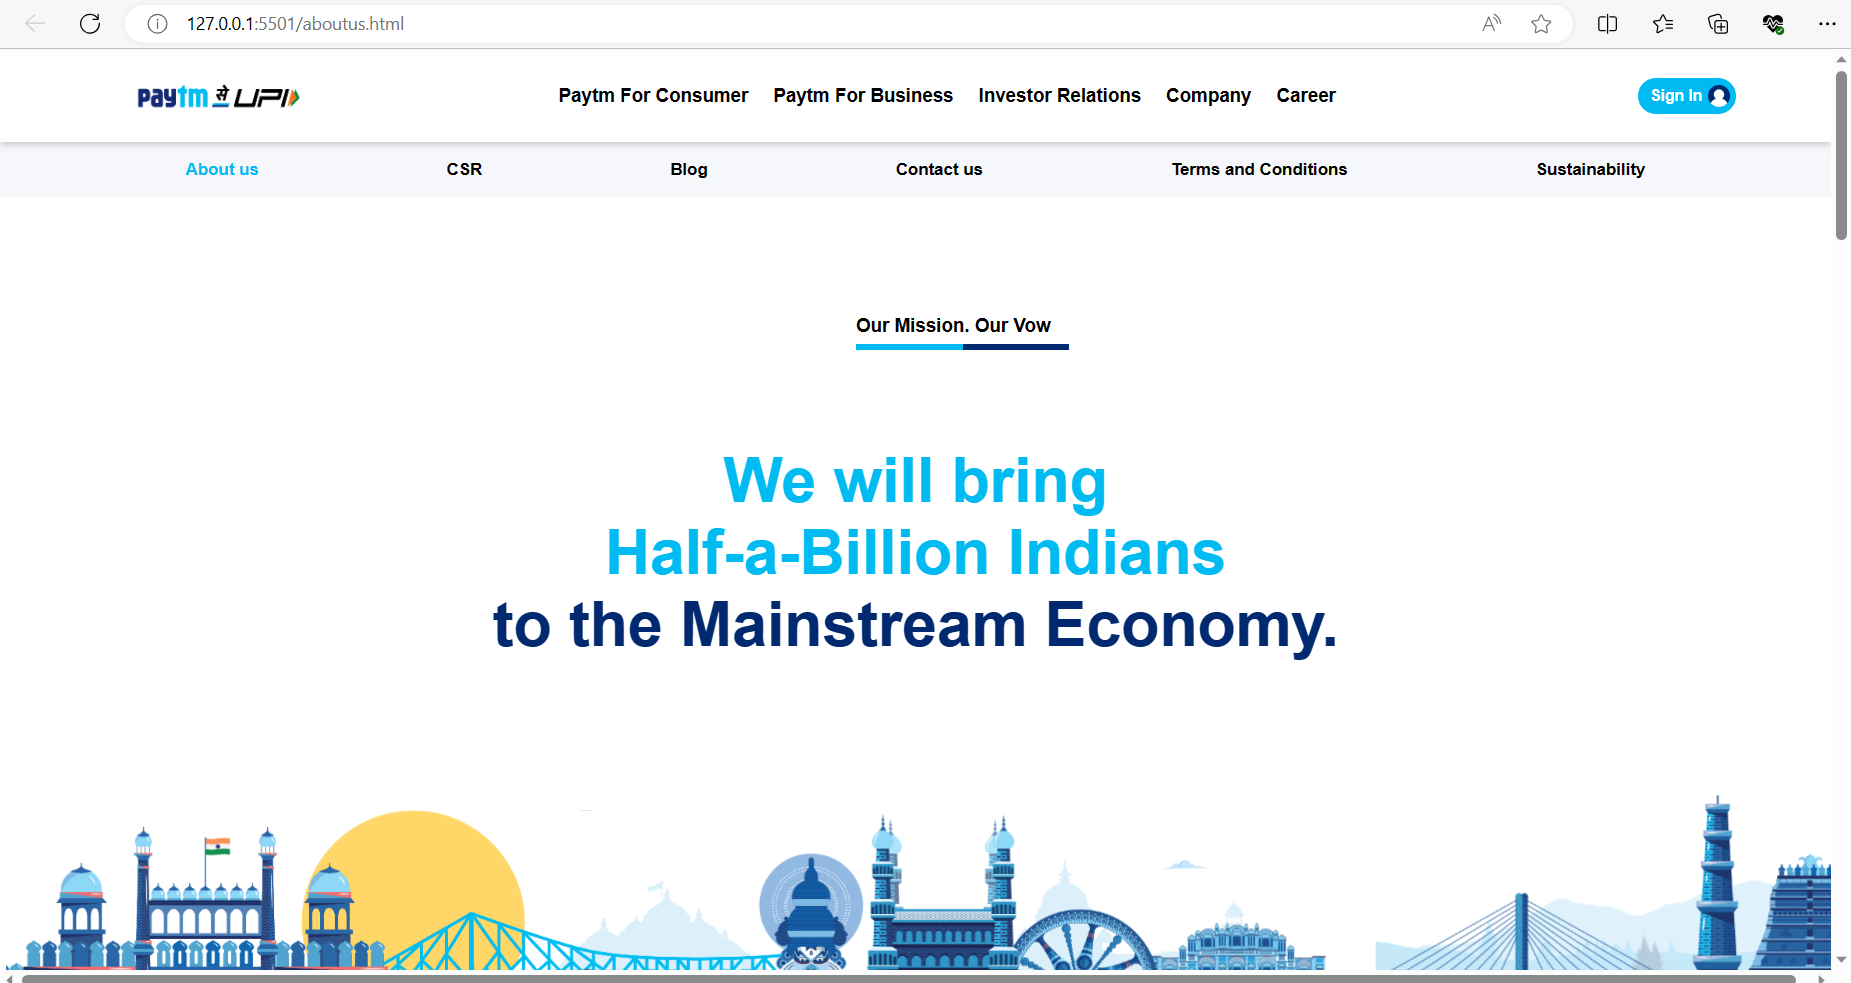 127.0.0.1:5501/aboutus.html
paytm से UPI
Paytm For Consumer Paytm For Business Investor Relations Company Career
Sign In
About us CSR Blog Contact us Terms and Conditions Sustainability
Our Mission. Our Vow
We will bring
Half-a-Billion Indians
to the Mainstream Economy.